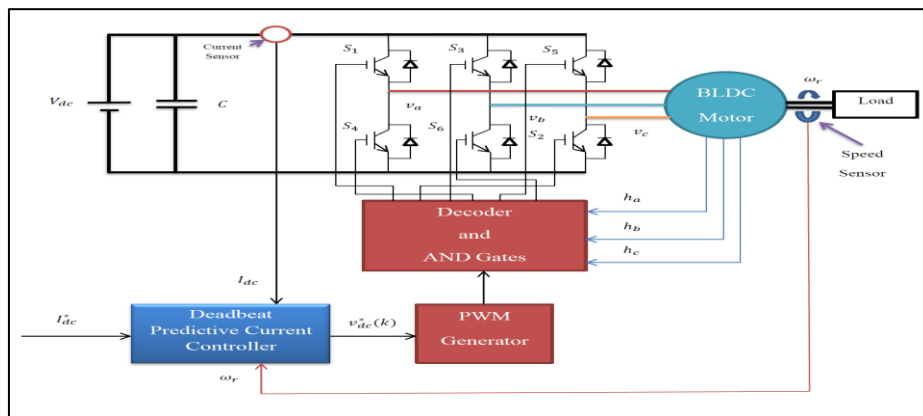 Current
Sensor
S1
S3
S5
ωr
Vdc
C
va
vb
vc
BLDC
Motor
Load
S4
S6
S2
Speed
Sensor
Decoder
and
AND Gates
ha
hb
hc
Idc
I*dc
Deadbeat
Predictive Current
Controller
v*dc(k)
PWM
Generator
ωr